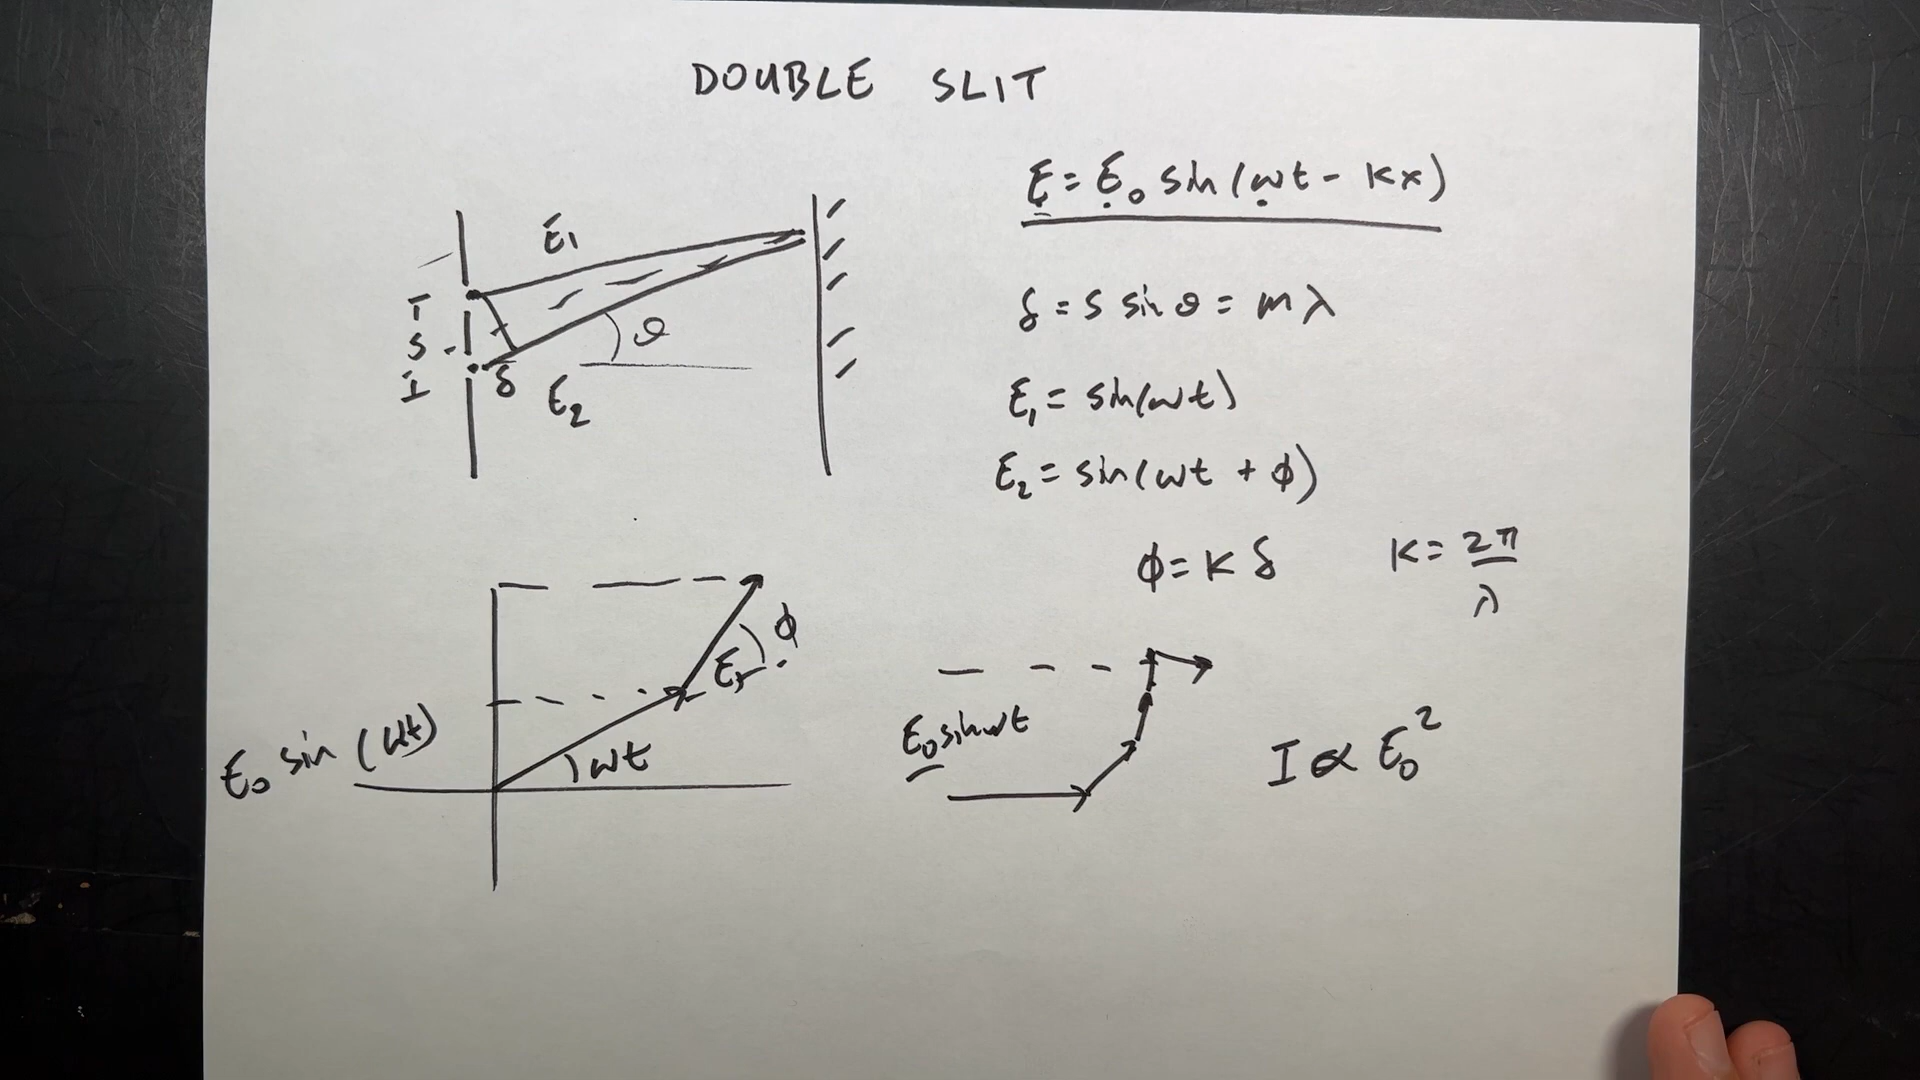 DOUBLE SLIT
E = E₀ sin(ωt - kx)
E₁
δ = s sin θ = mλ
S
θ
δ
E₂
E₁ = sin(ωt)
E₂ = sin(ωt + ϕ)
ϕ = k δ
k = 2π/λ
ϕ
E₀ sin(ωt)
ωt
E₀ sin ωt
I ∝ E₀²